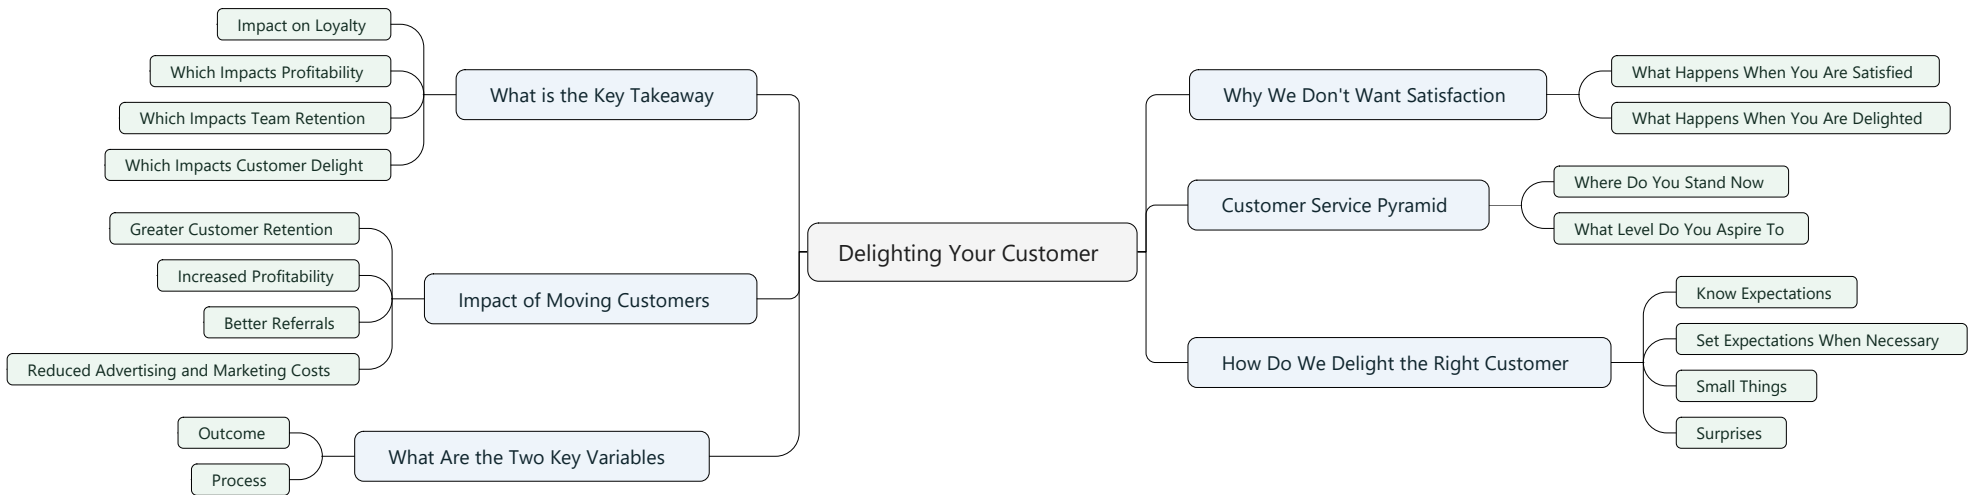 Delighting Your Customer
Why We Don't Want Satisfaction
What Happens When You Are Satisfied
What Happens When You Are Delighted
Customer Service Pyramid
Where Do You Stand Now
What Level Do You Aspire To
How Do We Delight the Right Customer
Know Expectations
Set Expectations When Necessary
Small Things
Surprises
What is the Key Takeaway
Impact on Loyalty
Which Impacts Profitability
Which Impacts Team Retention
Which Impacts Customer Delight
Impact of Moving Customers
Greater Customer Retention
Increased Profitability
Better Referrals
Reduced Advertising and Marketing Costs
What Are the Two Key Variables
Outcome
Process